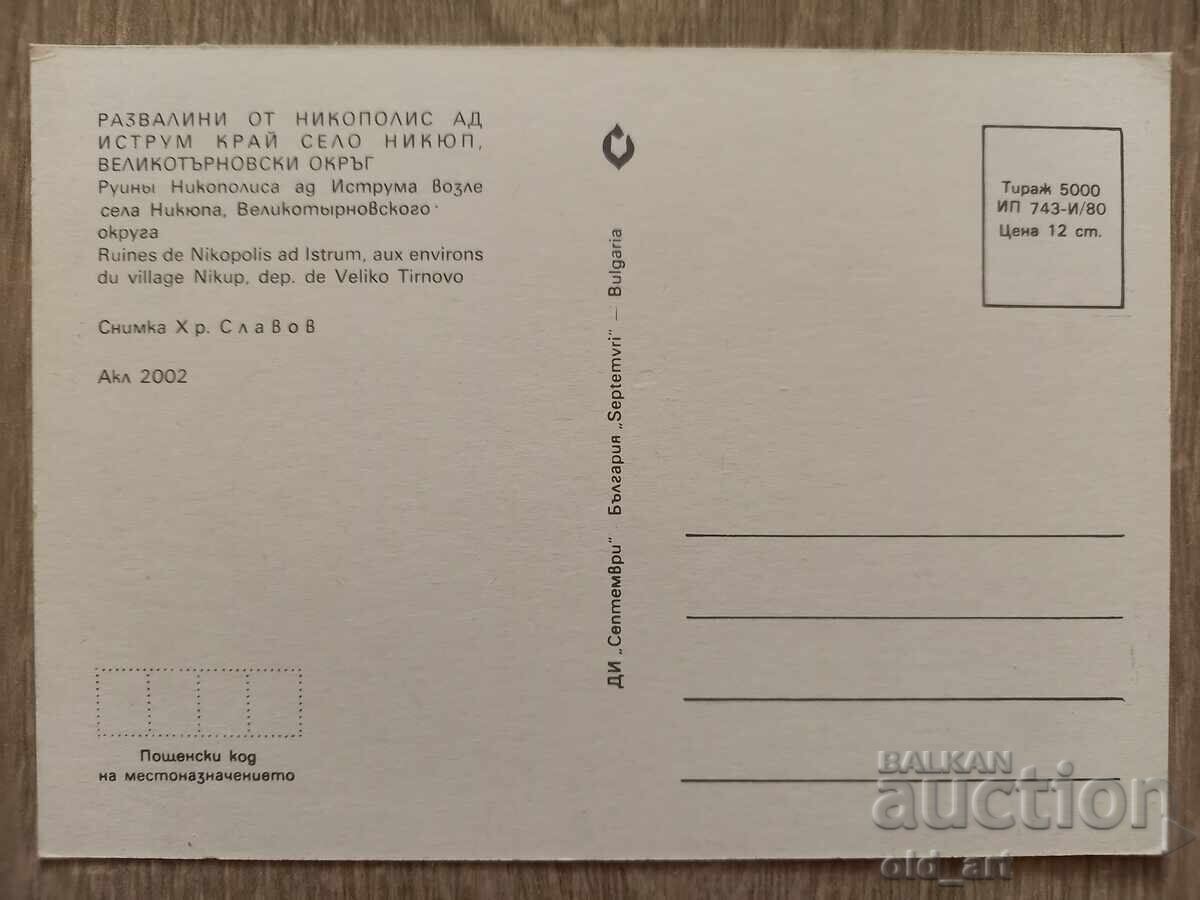 РАЗВАЛИНИ ОТ НИКОПОЛИС АД
ИСТРУМ КРАЙ СЕЛО НИКЮП,
ВЕЛИКОТЪРНОВСКИ ОКРЪГ
Руины Никополиса ад Иструма возле
села Никюпа, Великотырновского
округа
Ruines de Nikopolis ad Istrum, aux environs
du village Nikup, dep. de Veliko Tirnovo
Снимка Хр. Славов
Акл 2002
Пощенски код
на местоназначението
ДИ „Септември" България „Septemvri" — Bulgaria
Тираж 5000
ИП 743-И/80
Цена 12 ст.
BALKAN
auction
old_art